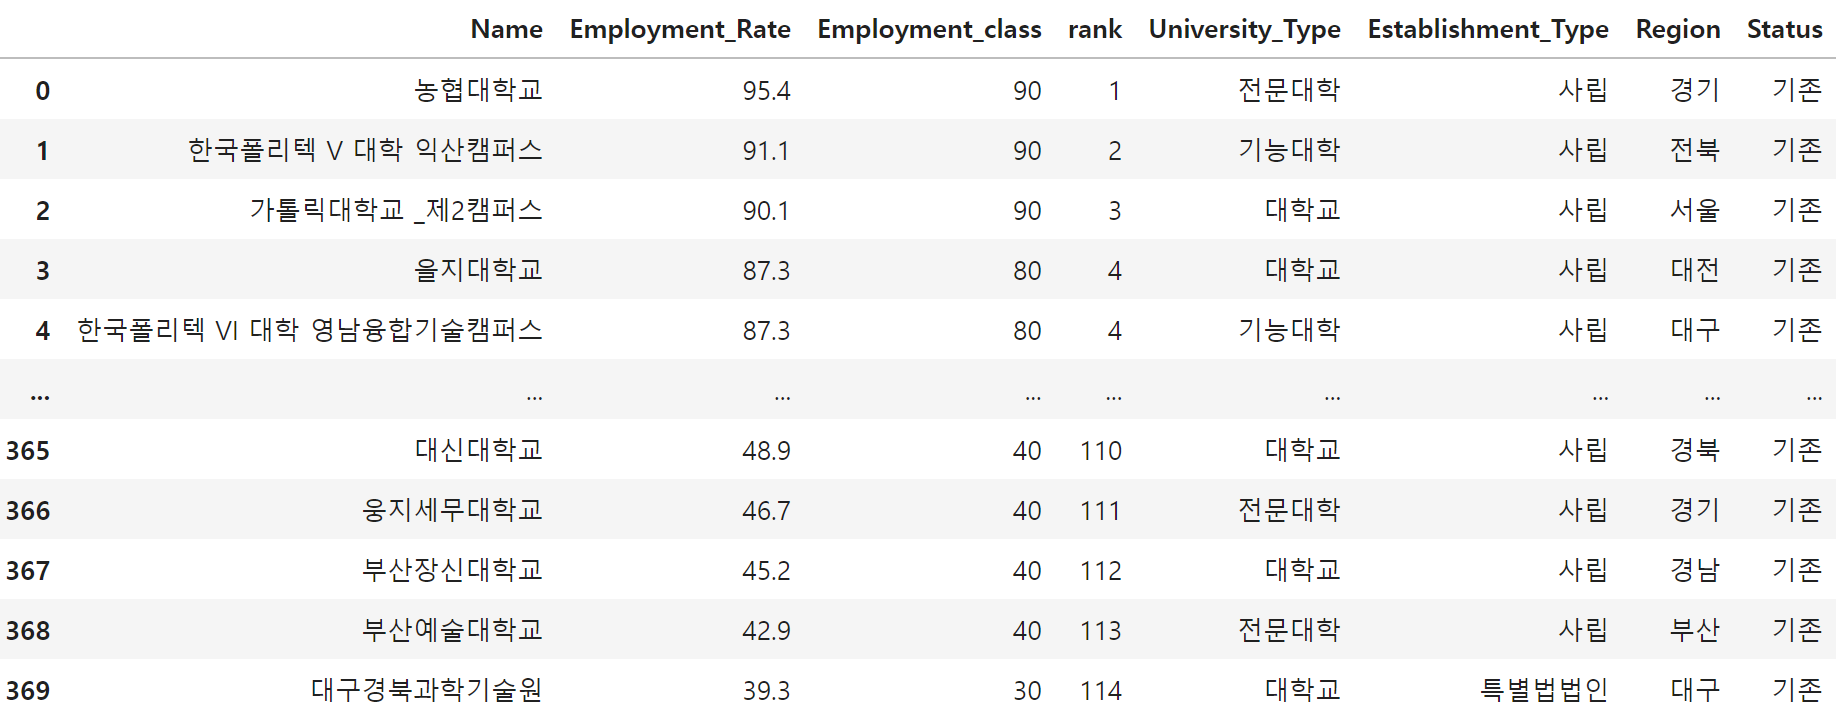 Name Employment_Rate Employment_class rank University_Type Establishment_Type Region Status
0 농협대학교 95.4 90 1 전문대학 사립 경기 기존
1 한국폴리텍 V 대학 익산캠퍼스 91.1 90 2 기능대학 사립 전북 기존
2 가톨릭대학교 _제2캠퍼스 90.1 90 3 대학교 사립 서울 기존
3 을지대학교 87.3 80 4 대학교 사립 대전 기존
4 한국폴리텍 VI 대학 영남융합기술캠퍼스 87.3 80 4 기능대학 사립 대구 기존
... ... ... ... ... ... ... ... ...
365 대신대학교 48.9 40 110 대학교 사립 경북 기존
366 웅지세무대학교 46.7 40 111 전문대학 사립 경기 기존
367 부산장신대학교 45.2 40 112 대학교 사립 경남 기존
368 부산예술대학교 42.9 40 113 전문대학 사립 부산 기존
369 대구경북과학기술원 39.3 30 114 대학교 특별법법인 대구 기존